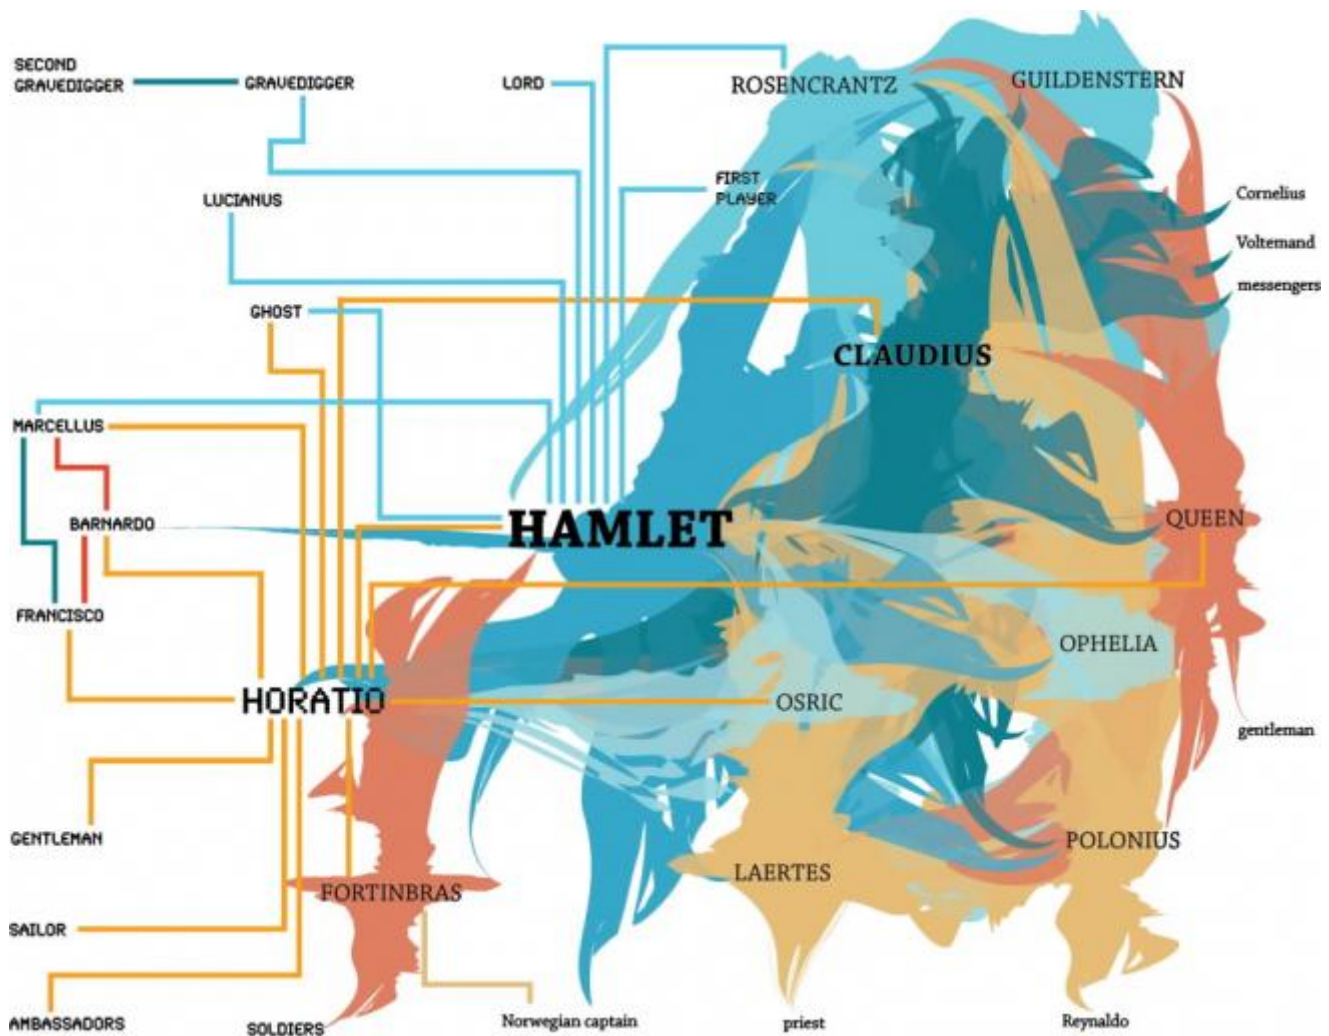 SECOND
GRAVEDIGGER
GRAVEDIGGER
LORD
ROSENCRANTZ
GUILDENSTERN
LUCIANUS
FIRST
PLAYER
Cornelius
Voltemand
messengers
GHOST
CLAUDIUS
MARCELLUS
BARNARDO
HAMLET
QUEEN
FRANCISCO
OPHELIA
HORATIO
OSRIC
gentleman
GENTLEMAN
POLONIUS
LAERTES
FORTINBRAS
SAILOR
AMBASSADORS
SOLDIERS
Norwegian captain
priest
Reynaldo